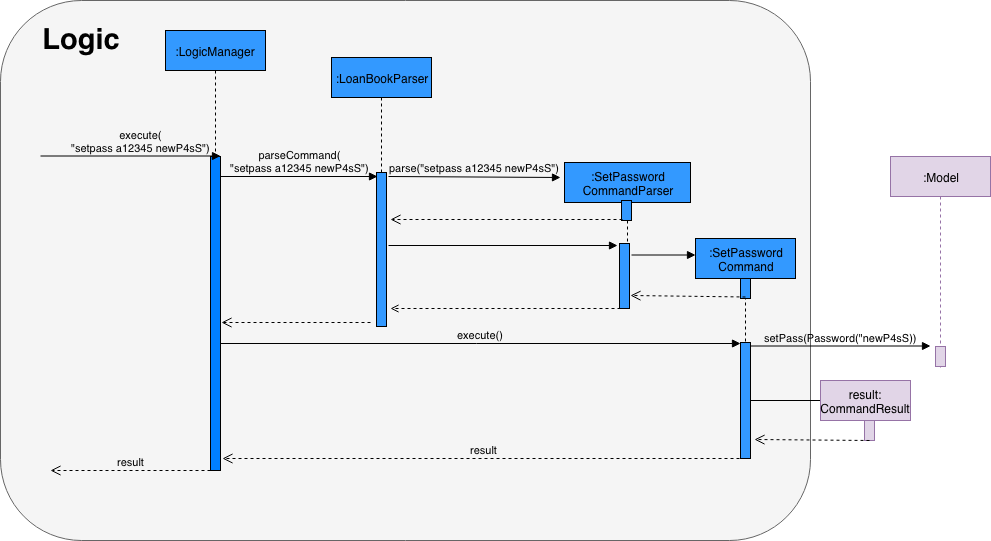 Logic
:LogicManager
:LoanBookParser
execute(
"setpass a12345 newP4sS")
parseCommand(
"setpass a12345 newP4sS")
parse("setpass a12345 newP4sS")
:SetPassword
CommandParser
:Model
:SetPassword
Command
execute()
setPass(Password("newP4sS))
result:
CommandResult
result
result